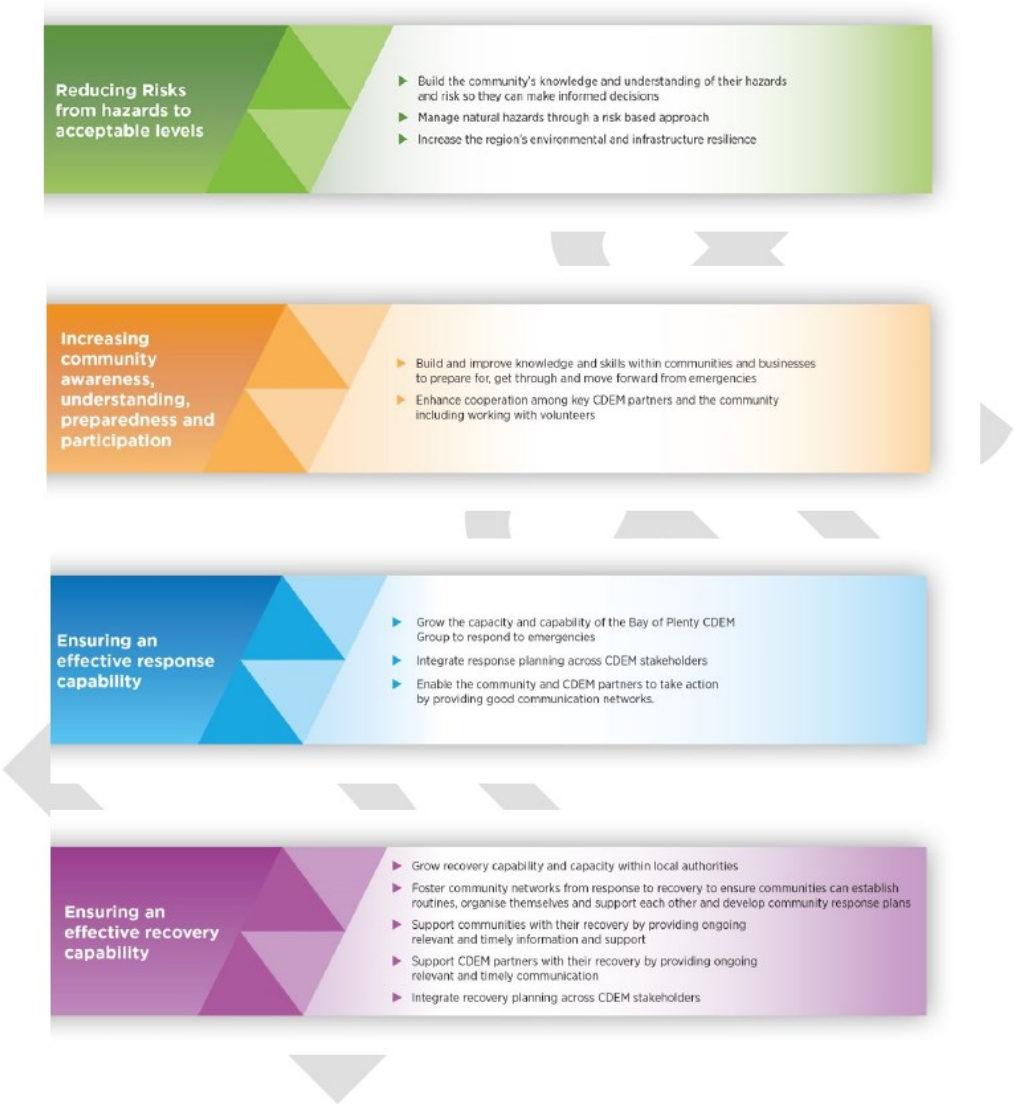 Reducing Risks
from hazards to
acceptable levels
Build the community's knowledge and understanding of their hazards
and risk so they can make informed decisions
Manage natural hazards through a risk based approach
Increase the region's environmental and infrastructure resilience
Increasing
community
awareness,
understanding,
preparedness and
participation
Build and improve knowledge and skills within communities and businesses
to prepare for, get through and move forward from emergencies
Enhance cooperation among key CDEM partners and the community
including working with volunteers
Ensuring an
effective response
capability
Grow the capacity and capability of the Bay of Plenty CDEM
Group to respond to emergencies
Integrate response planning across CDEM stakeholders
Enable the community and CDEM partners to take action
by providing good communication networks.
Ensuring an
effective recovery
capability
Grow recovery capability and capacity within local authorities
Foster community networks from response to recovery to ensure communities can establish
routines, organise themselves and support each other and develop community response plans
Support communities with their recovery by providing ongoing
relevant and timely information and support
Support CDEM partners with their recovery by providing ongoing
relevant and timely communication
Integrate recovery planning across CDEM stakeholders